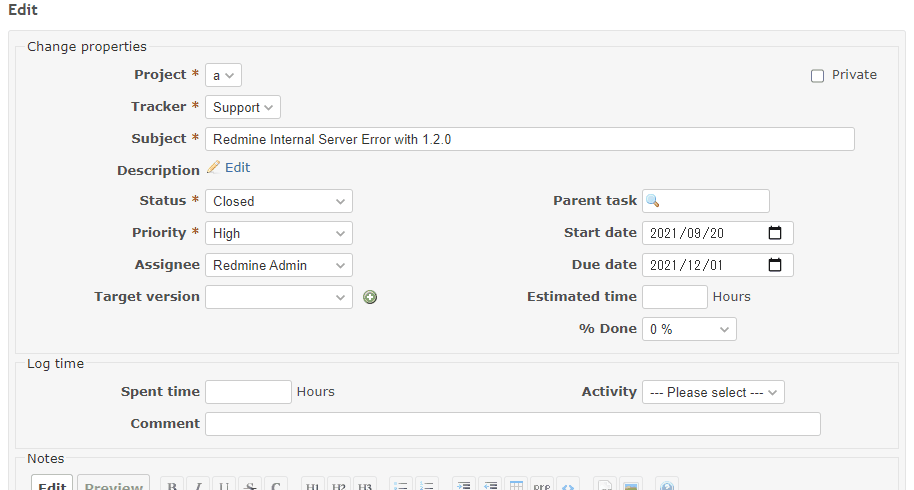 Edit
Change properties
Project * a Private
Tracker * Support
Subject * Redmine Internal Server Error with 1.2.0
Description Edit
Status * Closed Parent task
Priority * High Start date 2021/09/20
Assignee Redmine Admin Due date 2021/12/01
Target version Estimated time Hours
% Done 0 %
Log time
Spent time Hours Activity --- Please select ---
Comment
Notes
Edit Preview B I U S C H1 H2 H3 pre